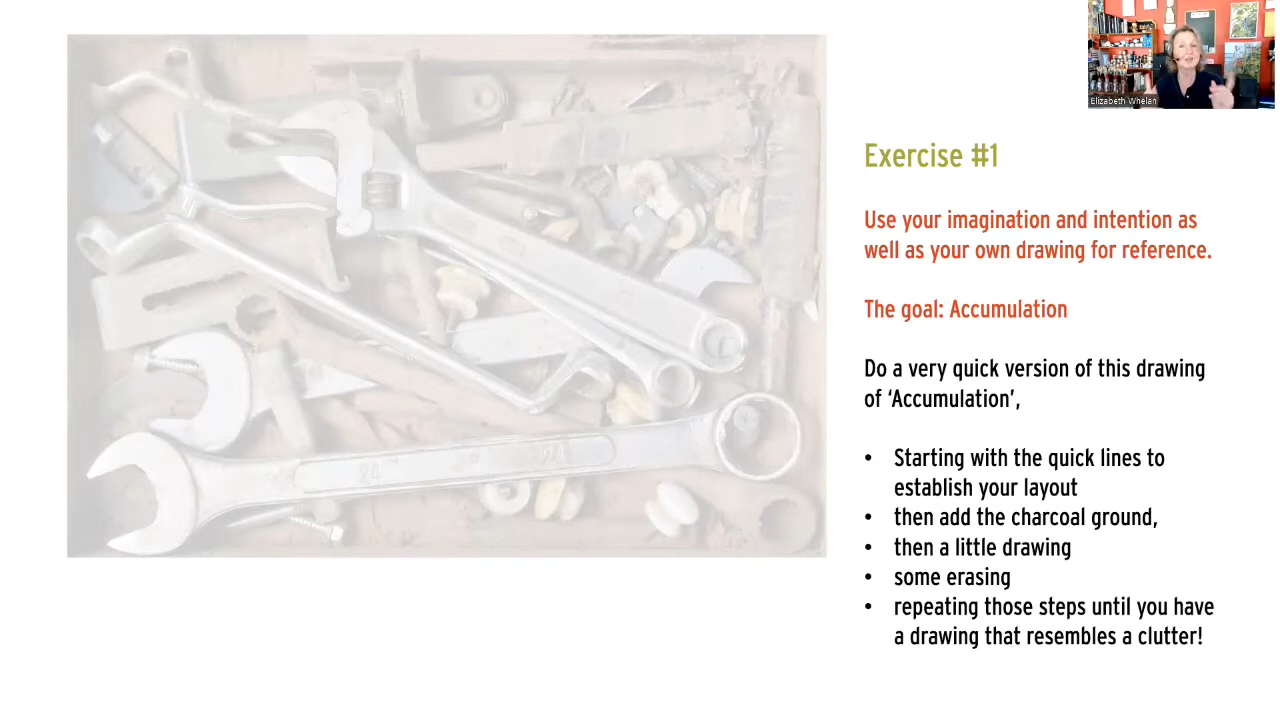 Elizabeth Whelan
Exercise #1
Use your imagination and intention as
well as your own drawing for reference.
The goal: Accumulation
Do a very quick version of this drawing
of ‘Accumulation’,
• Starting with the quick lines to
establish your layout
• then add the charcoal ground,
• then a little drawing
• some erasing
• repeating those steps until you have
a drawing that resembles a clutter!
24